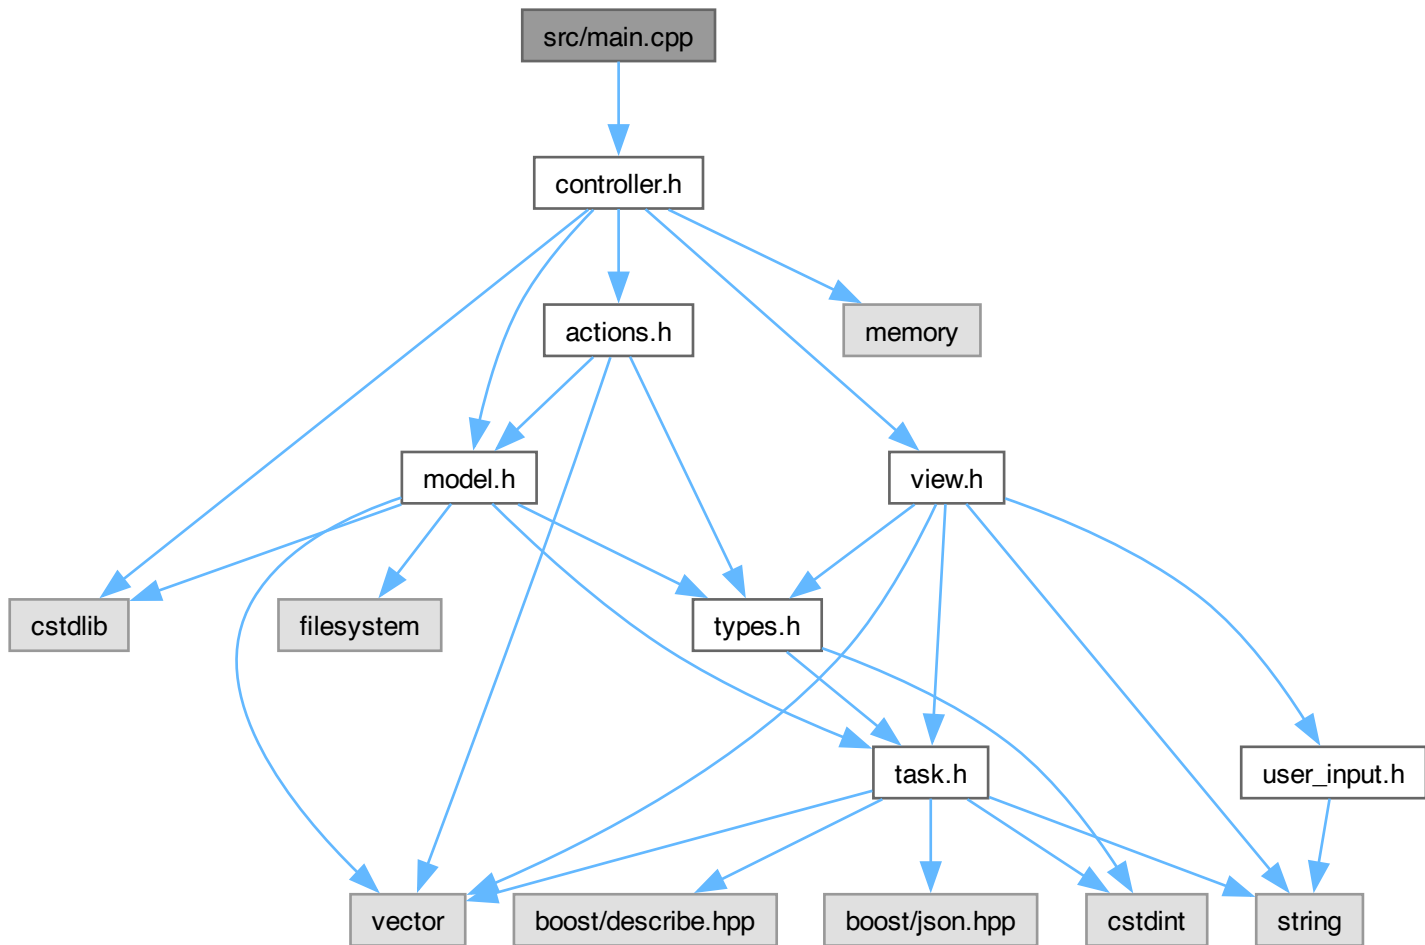 src/main.cpp
controller.h
actions.h
memory
model.h
view.h
cstdlib
filesystem
types.h
task.h
user_input.h
vector
boost/describe.hpp
boost/json.hpp
cstdint
string